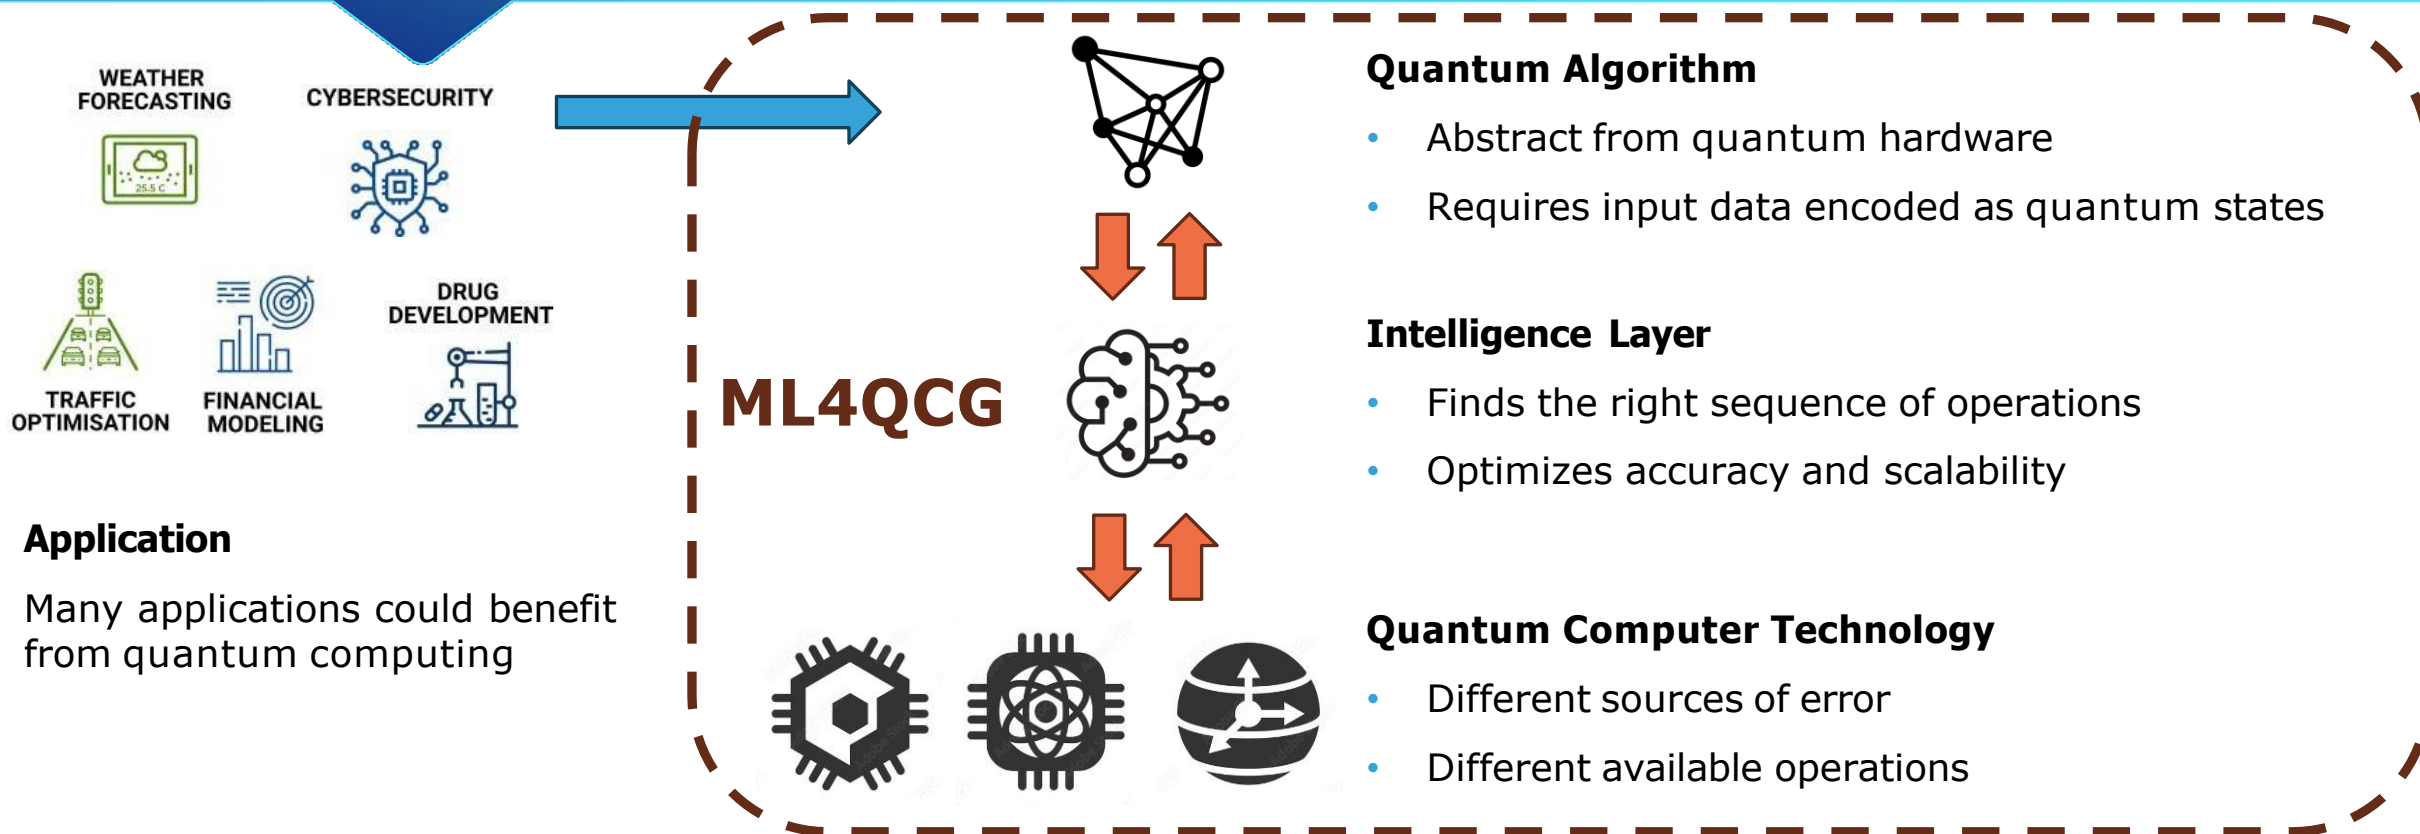 WEATHER
FORECASTING
CYBERSECURITY
25.5 C
TRAFFIC
OPTIMISATION
FINANCIAL
MODELING
DRUG
DEVELOPMENT
Application
Many applications could benefit
from quantum computing
ML4QCG
Quantum Algorithm
• Abstract from quantum hardware
• Requires input data encoded as quantum states
Intelligence Layer
• Finds the right sequence of operations
• Optimizes accuracy and scalability
Quantum Computer Technology
• Different sources of error
• Different available operations